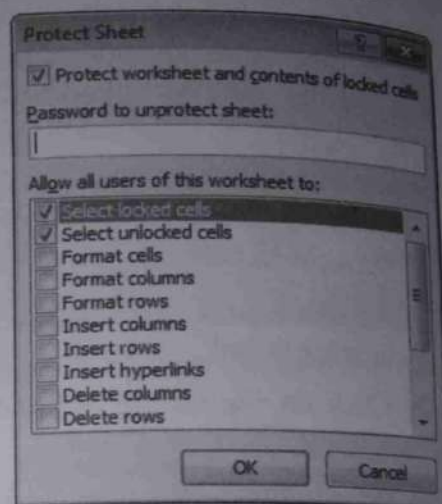 Protect Sheet
Protect worksheet and contents of locked cells
Password to unprotect sheet:
Allow all users of this worksheet to:
Select locked cells
Select unlocked cells
Format cells
Format columns
Format rows
Insert columns
Insert rows
Insert hyperlinks
Delete columns
Delete rows
OK Cancel